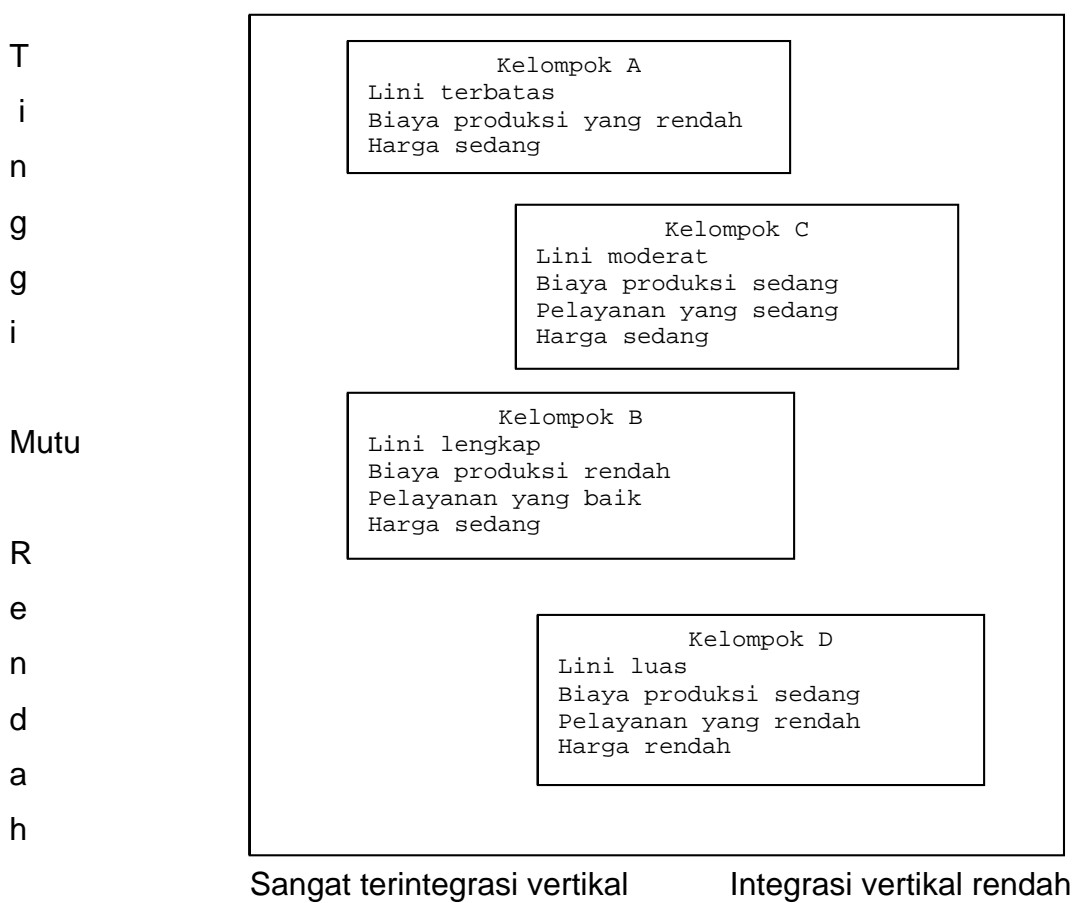 T
i
n
g
g
i
Mutu
R
e
n
d
a
h
Kelompok A
Lini terbatas
Biaya produksi yang rendah
Harga sedang
Kelompok C
Lini moderat
Biaya produksi sedang
Pelayanan yang sedang
Harga sedang
Kelompok B
Lini lengkap
Biaya produksi rendah
Pelayanan yang baik
Harga sedang
Kelompok D
Lini luas
Biaya produksi sedang
Pelayanan yang rendah
Harga rendah
Sangat terintegrasi vertikal Integrasi vertikal rendah